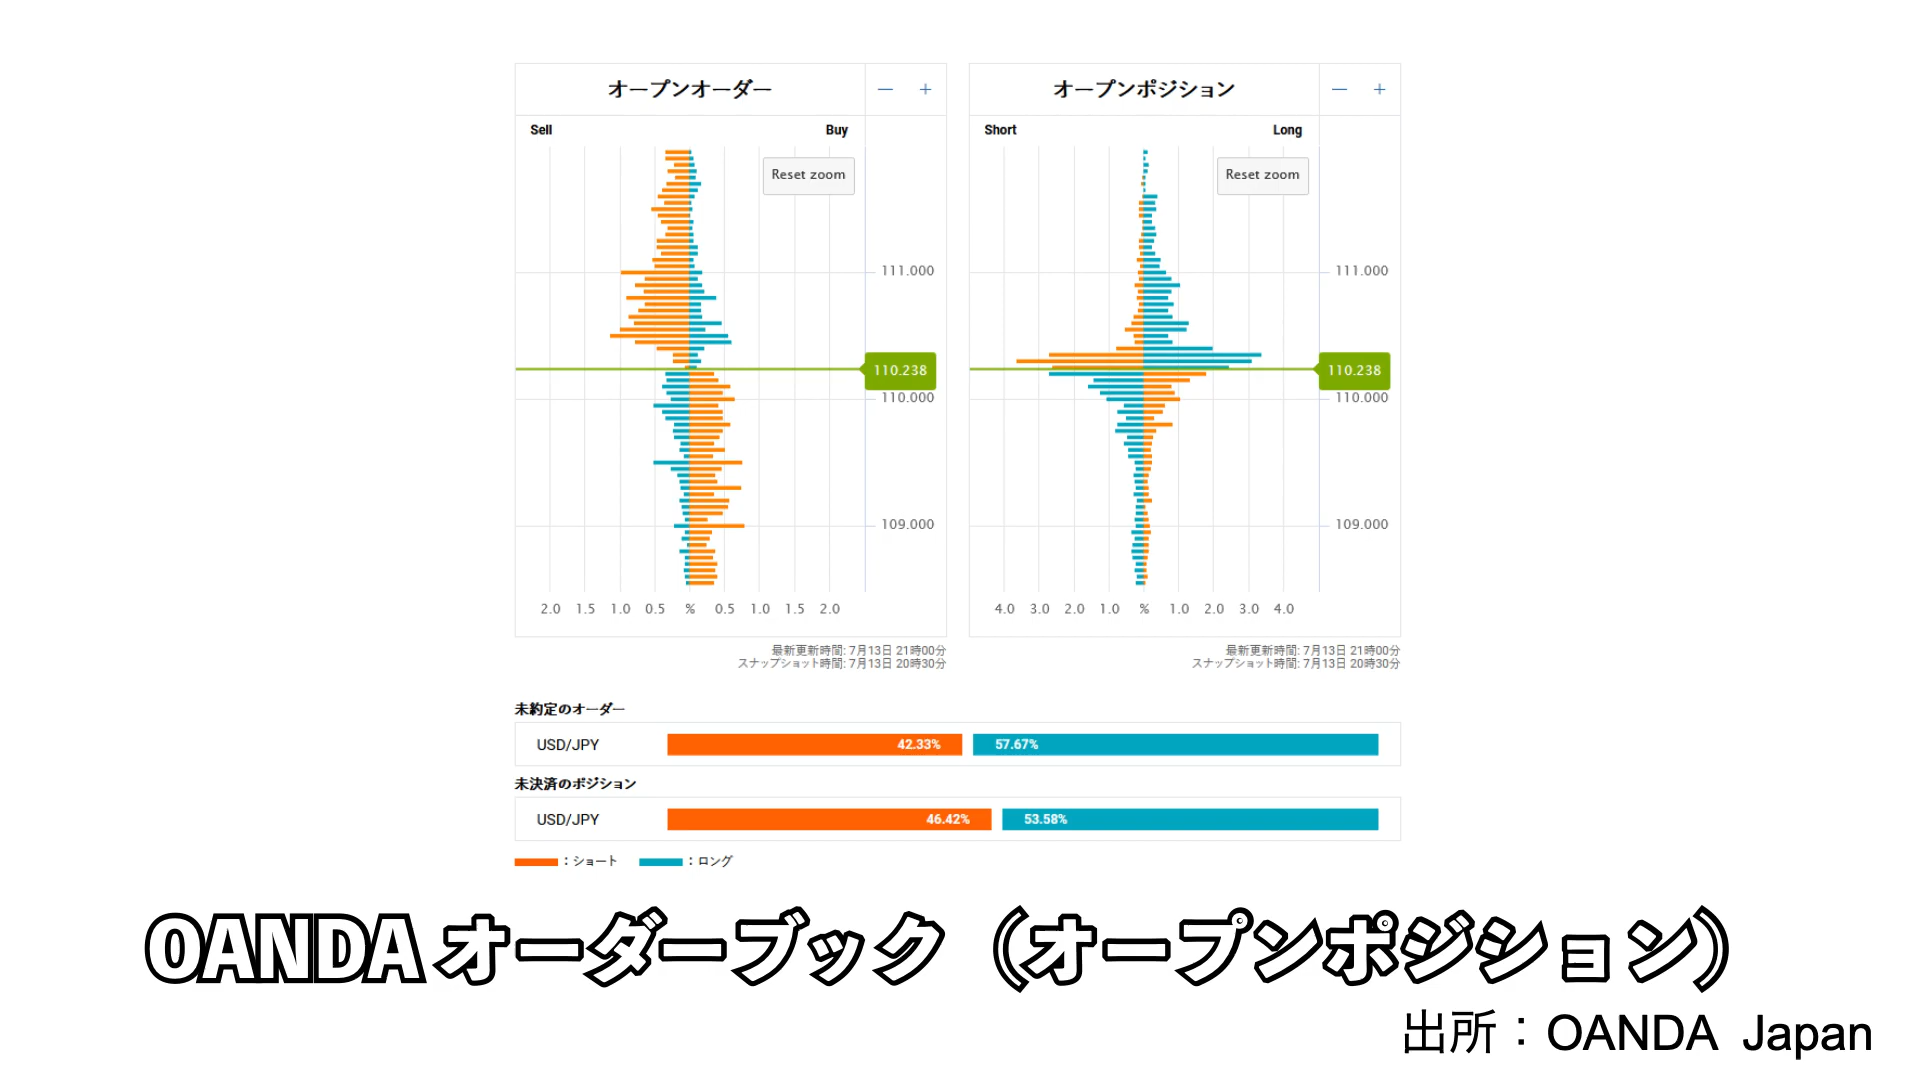 オープンオーダー
− +
Sell Buy
Reset zoom
111.000
110.238
110.000
109.000
2.0 1.5 1.0 0.5 % 0.5 1.0 1.5 2.0
最新更新時間: 7月13日 21時00分
スナップショット時間: 7月13日 20時30分
オープンポジション
− +
Short Long
Reset zoom
111.000
110.238
110.000
109.000
4.0 3.0 2.0 1.0 % 1.0 2.0 3.0 4.0
最新更新時間: 7月13日 21時00分
スナップショット時間: 7月13日 20時30分
未約定のオーダー
USD/JPY 42.33% 57.67%
未決済のポジション
USD/JPY 46.42% 53.58%
：ショート ：ロング
OANDA オーダーブック（オープンポジション）
出所：OANDA Japan